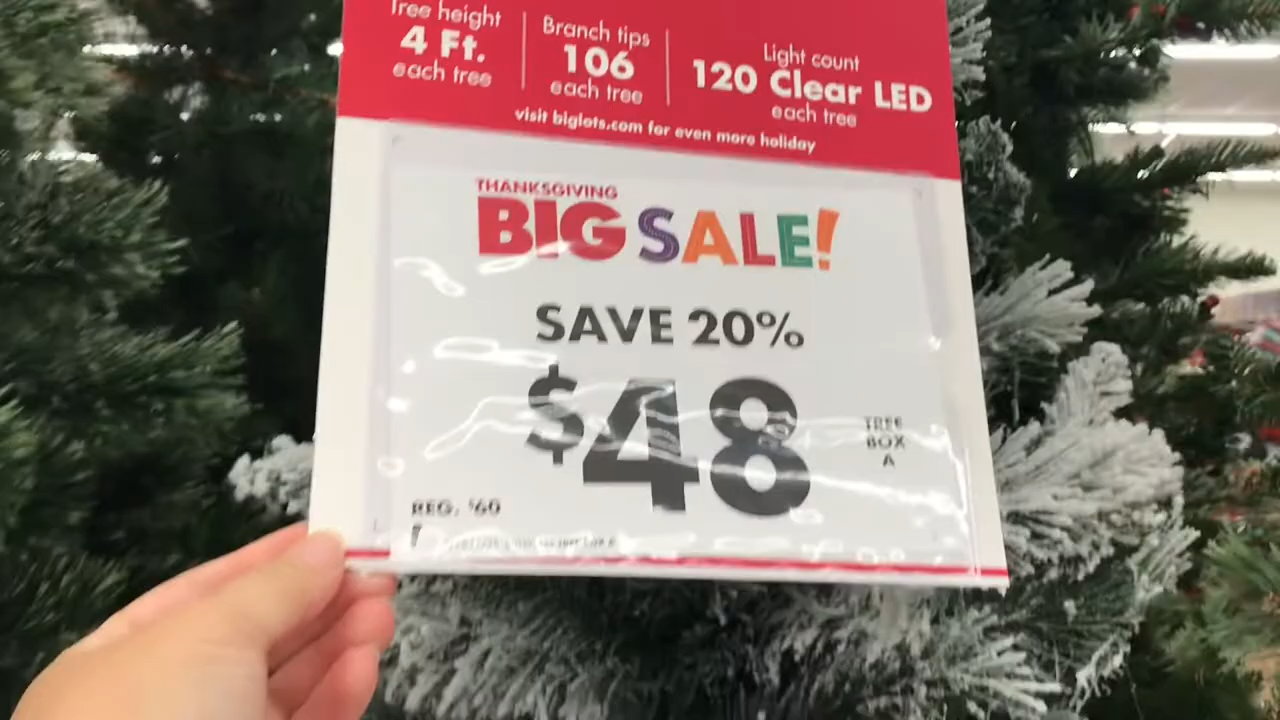 Tree height
4 Ft.
each tree
Branch tips
106
each tree
Light count
120 Clear LED
each tree
visit biglots.com for even more holiday
THANKSGIVING
BIG SALE!
SAVE 20%
$48
TREE
BOX
A
REG. $60